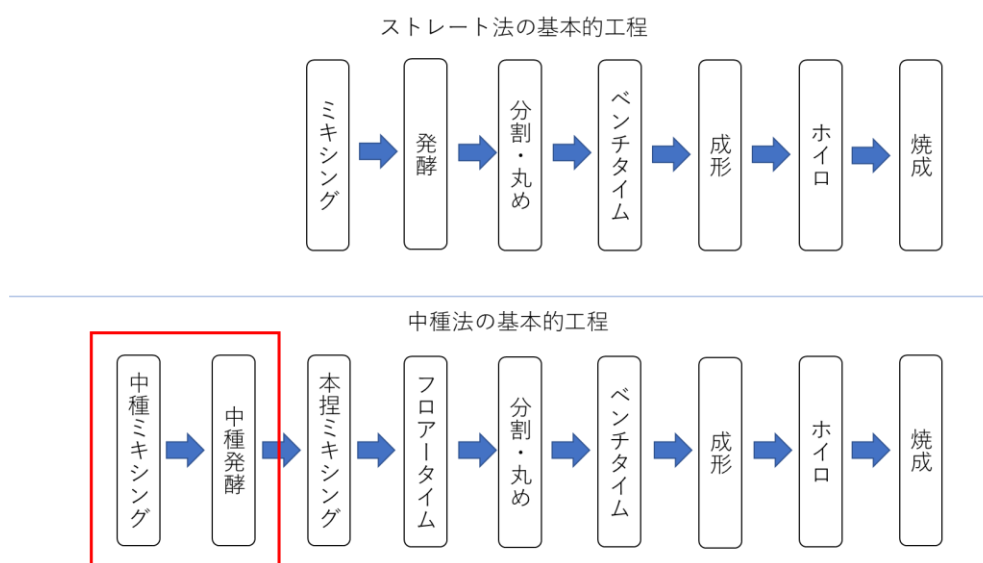 ストレート法の基本的工程
ミキシング
発酵
分割・丸め
ベンチタイム
成形
ホイロ
焼成
中種法の基本的工程
中種ミキシング
中種発酵
本捏ミキシング
フロアータイム
分割・丸め
ベンチタイム
成形
ホイロ
焼成